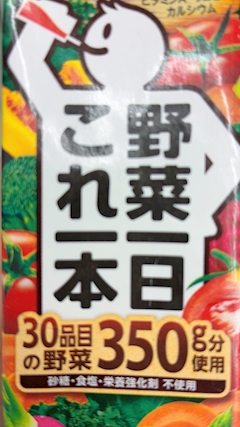 カルシウム
野菜一日
これ一本
30品目
の野菜
350g分
使用
砂糖・食塩・栄養強化剤 不使用